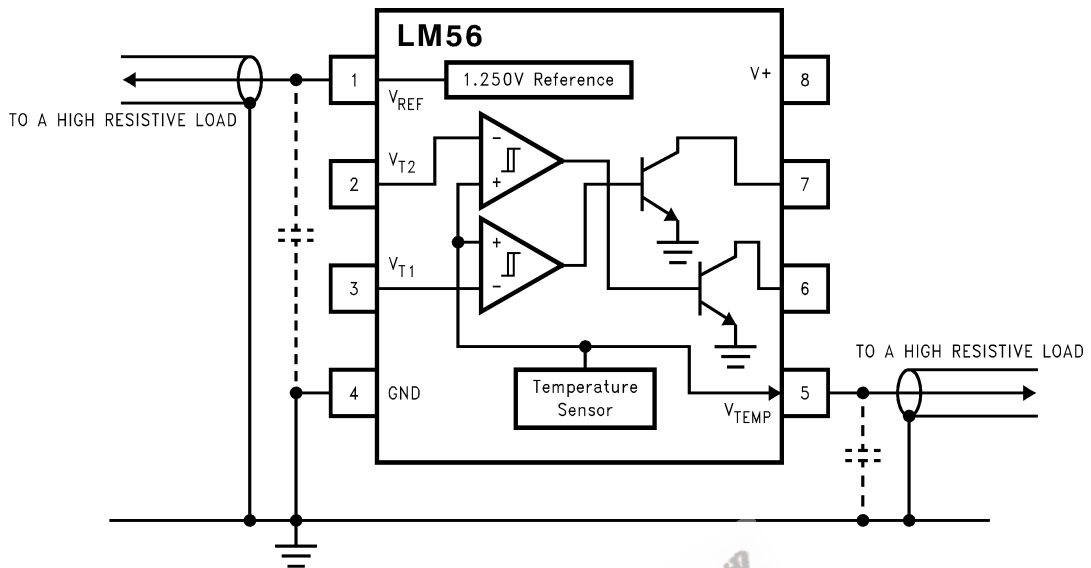 LM56
1
1.250V Reference
V+
8
VREF
TO A HIGH RESISTIVE LOAD
VT2
2
−
+
7
VT1
3
+
−
6
TO A HIGH RESISTIVE LOAD
4
GND
Temperature
Sensor
5
VTEMP